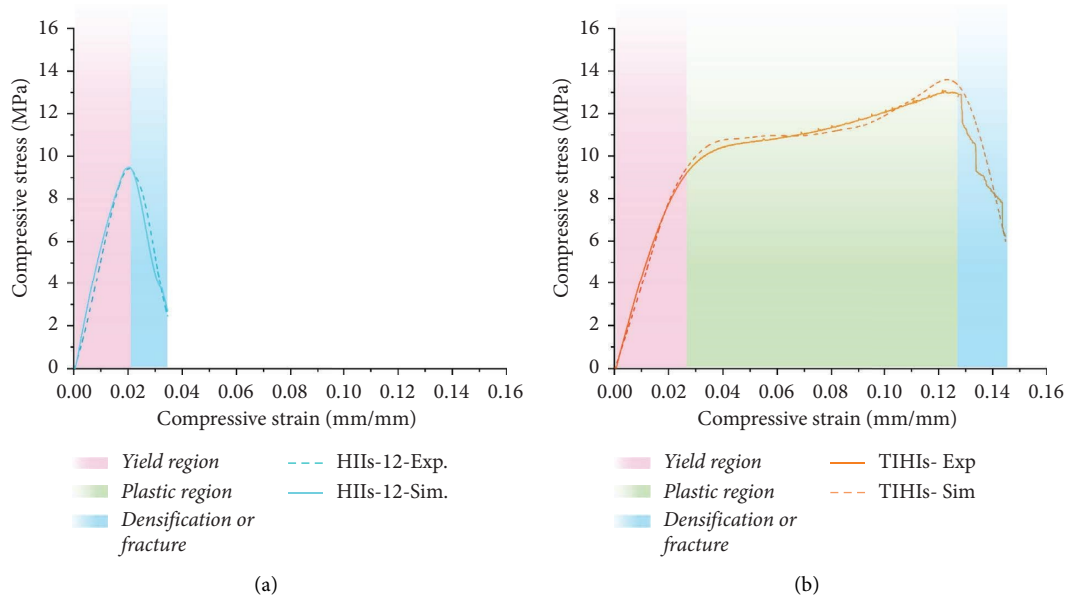 16
14
12
10
8
6
4
2
0
Compressive stress (MPa)
0.00 0.02 0.04 0.06 0.08 0.10 0.12 0.14 0.16
Compressive strain (mm/mm)
Yield region
Plastic region
Densification or
fracture
HIIs-12-Exp.
HIIs-12-Sim.
(a)
16
14
12
10
8
6
4
2
0
Compressive stress (MPa)
0.00 0.02 0.04 0.06 0.08 0.10 0.12 0.14 0.16
Compressive strain (mm/mm)
Yield region
Plastic region
Densification or
fracture
TIHIs- Exp
TIHIs- Sim
(b)